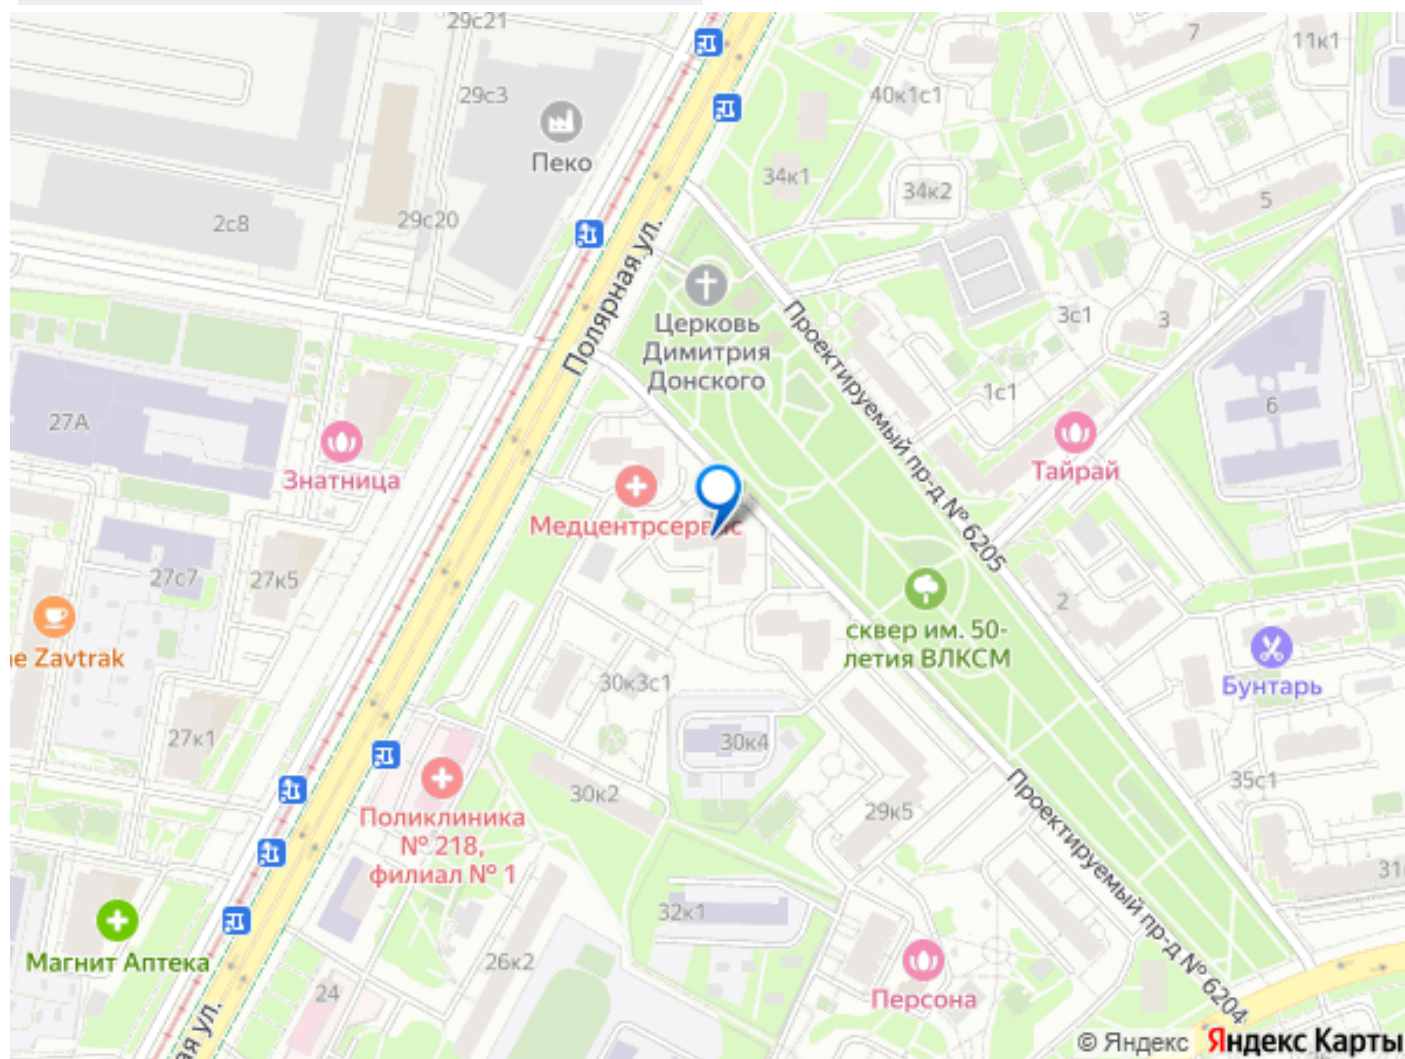 29с21
7
11к1
29с3
40к1с1
Пеко
34к1
34к2
5
2с8
29с20
Полярная ул.
Церковь
Димитрия
Донского
Проектируемый пр-д № 6205
3с1
3
1с1
6
27А
Знатница
Тайрай
Медцентрсервис
27с7
27к5
2
сквер им. 50-
летия ВЛКСМ
e Zavtrak
Бунтарь
30к3с1
27к1
30к4
35с1
30к2
29к5
Поликлиника
№ 218,
филиал № 1
Проектируемый пр-д № 6204
31
32к1
Магнит Аптека
26к2
24
Персона
ая ул.
© Яндекс Яндекс Карты